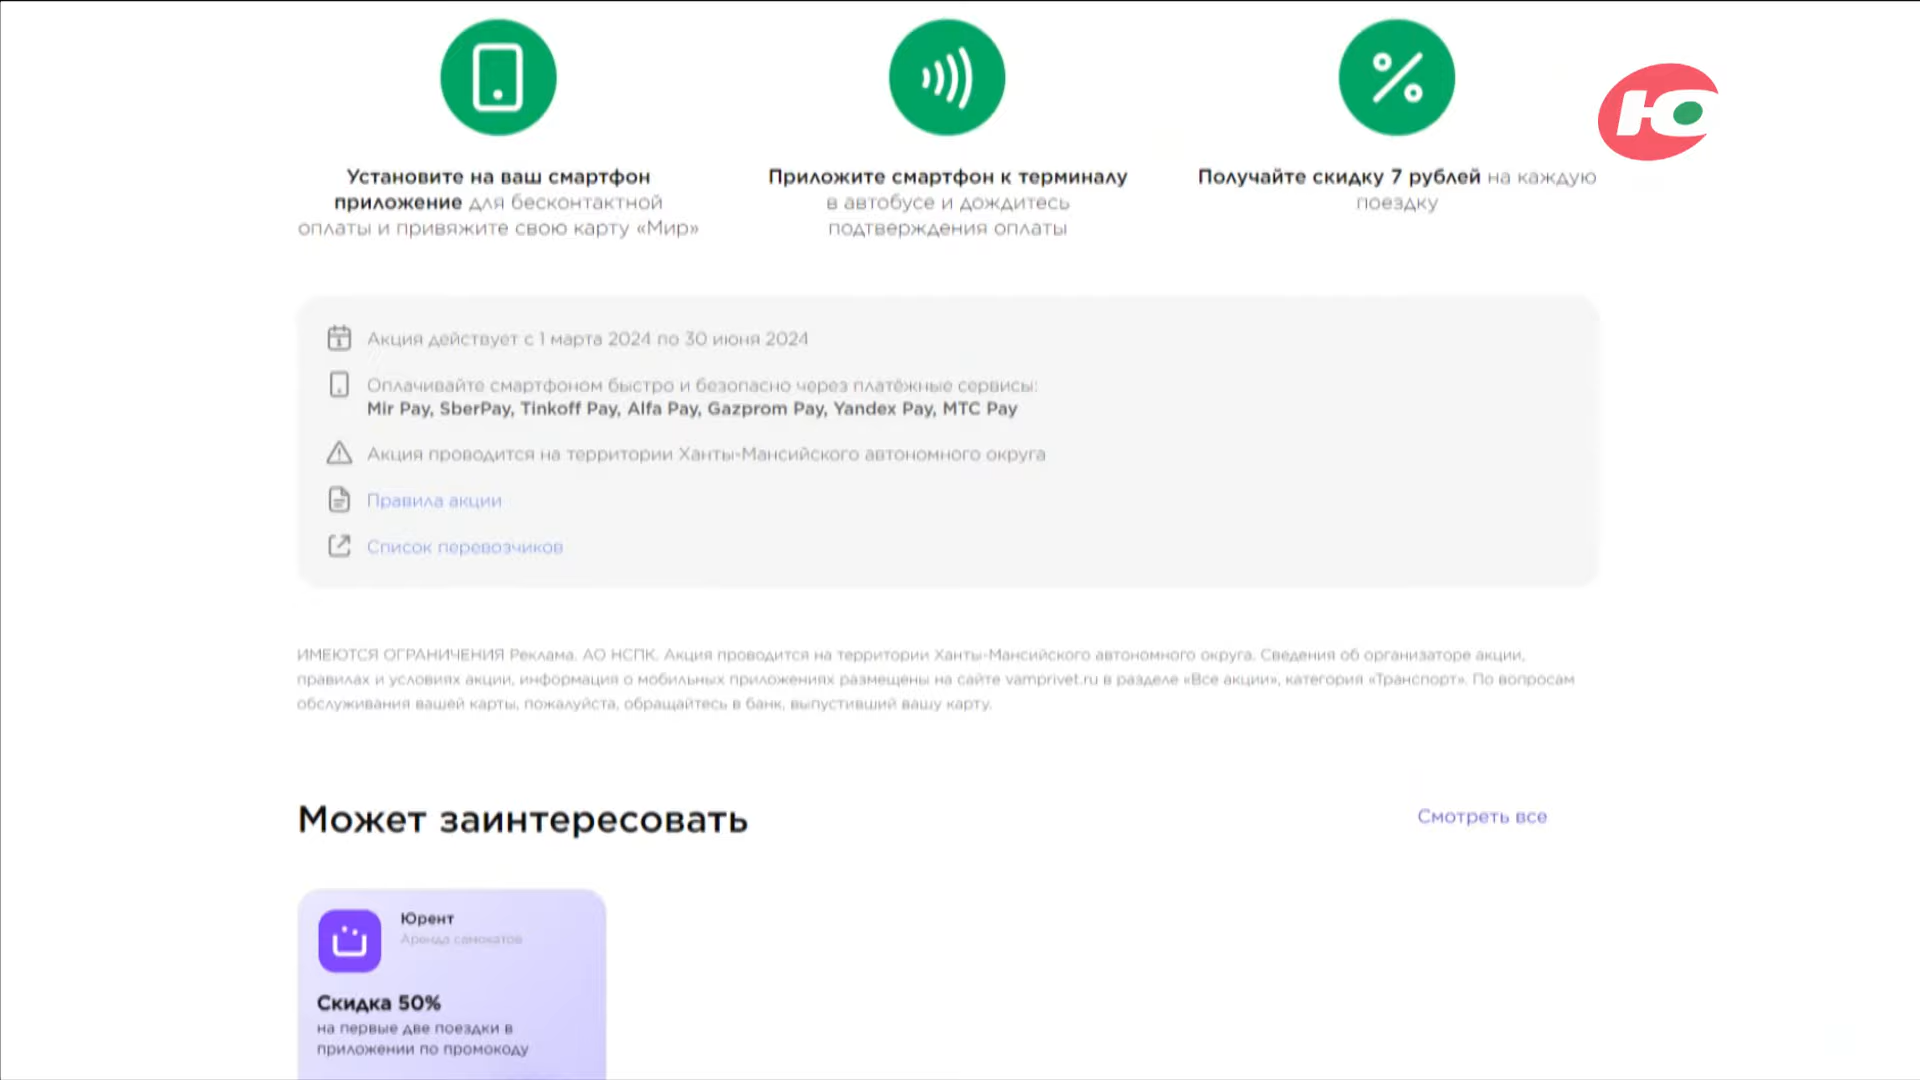 Установите на ваш смартфон
приложение для бесконтактной
оплаты и привяжите свою карту «Мир»
Приложите смартфон к терминалу
в автобусе и дождитесь
подтверждения оплаты
Получайте скидку 7 рублей на каждую
поездку
Ю
Акция действует с 1 марта 2024 по 30 июня 2024
Оплачивайте смартфоном быстро и безопасно через платёжные сервисы:
Mir Pay, SberPay, Tinkoff Pay, Alfa Pay, Gazprom Pay, Yandex Pay, МТС Pay
Акция проводится на территории Ханты-Мансийского автономного округа
Правила акции
Список перевозчиков
ИМЕЮТСЯ ОГРАНИЧЕНИЯ Реклама. АО НСПК. Акция проводится на территории Ханты-Мансийского автономного округа. Сведения об организаторе акции,
правилах и условиях акции, информация о мобильных приложениях размещены на сайте vamprivet.ru в разделе «Все акции», категория «Транспорт». По вопросам
обслуживания вашей карты, пожалуйста, обращайтесь в банк, выпустивший вашу карту.
Может заинтересовать
Смотреть все
Юрент
Аренда самокатов
Скидка 50%
на первые две поездки в
приложении по промокоду